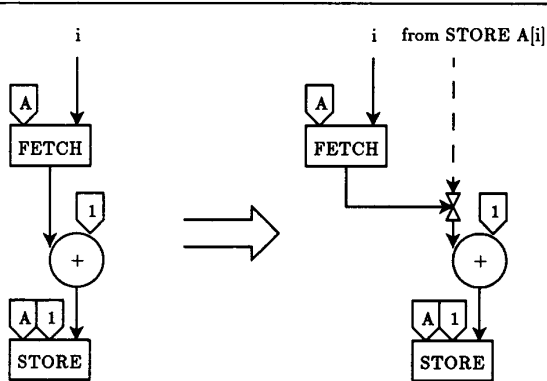 i
i from STORE A[i]
A
A
FETCH
FETCH
1
1
+
+
A 1
A 1
STORE
STORE